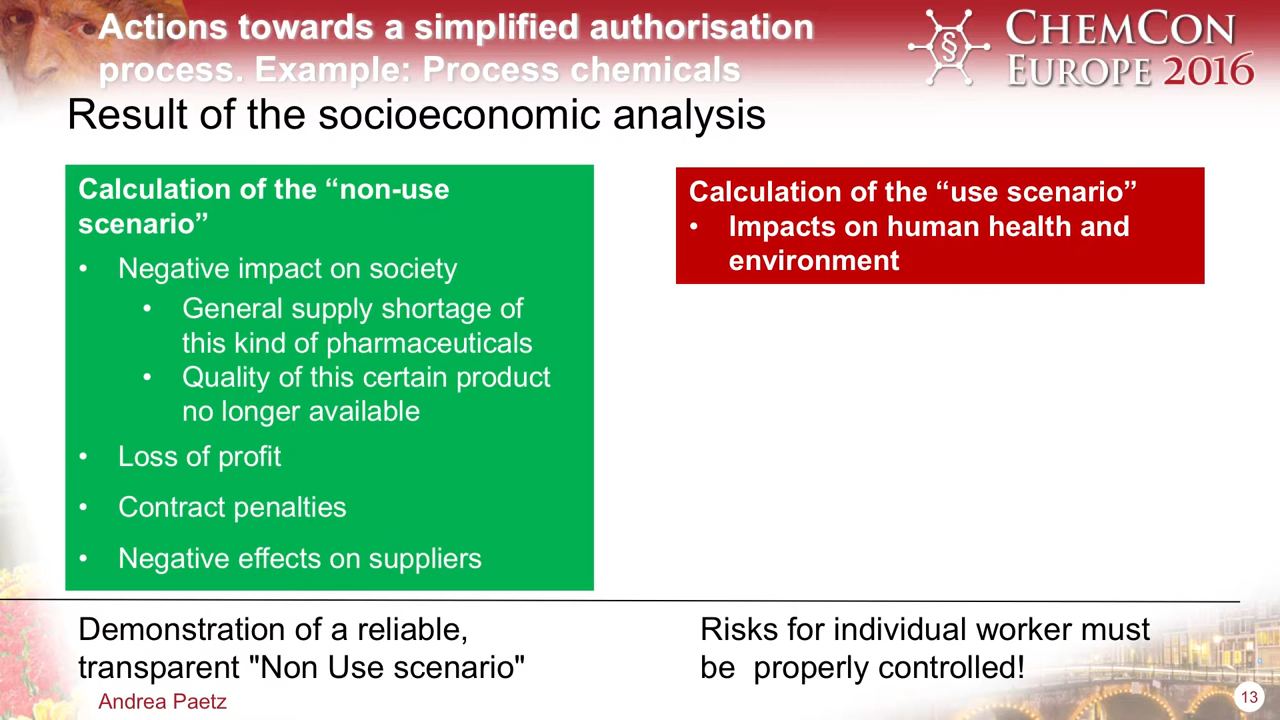 Actions towards a simplified authorisation
process. Example: Process chemicals
§
CHEMCON
EUROPE 2016
Result of the socioeconomic analysis
Calculation of the “non-use
scenario”
• Negative impact on society
• General supply shortage of
this kind of pharmaceuticals
• Quality of this certain product
no longer available
• Loss of profit
• Contract penalties
• Negative effects on suppliers
Calculation of the “use scenario”
• Impacts on human health and
environment
Demonstration of a reliable,
transparent "Non Use scenario"
Risks for individual worker must
be  properly controlled!
Andrea Paetz
13